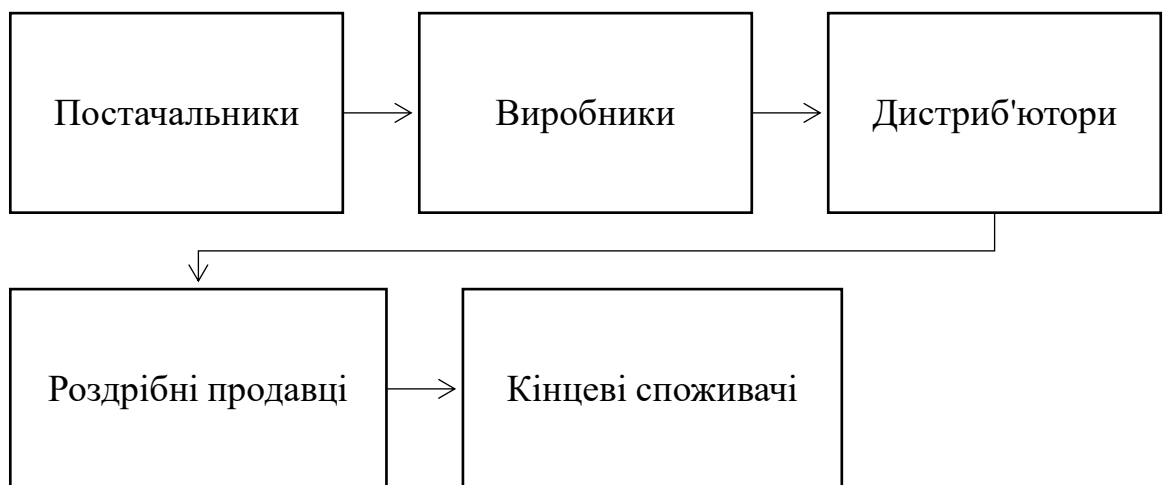 Постачальники
Виробники
Дистриб'ютори
Роздрібні продавці
Кінцеві споживачі